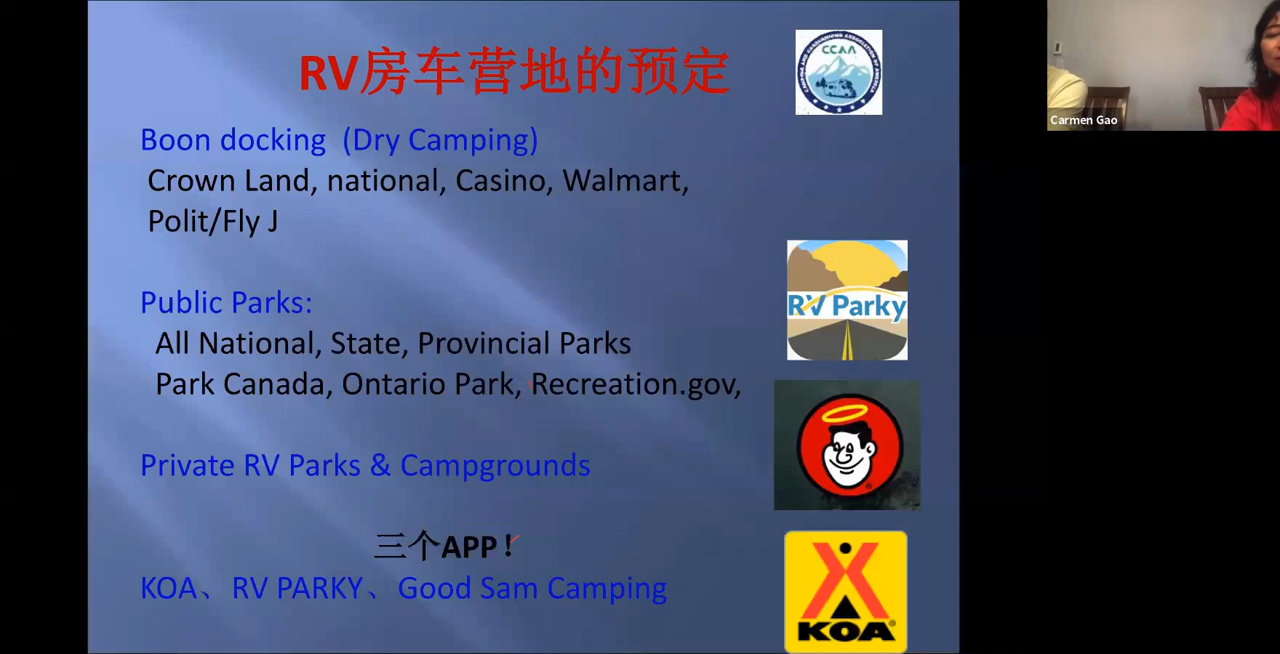 RV房车营地的预定
CCAA
Boon docking (Dry Camping)
Crown Land, national, Casino, Walmart,
Polit/Fly J
Public Parks:
All National, State, Provincial Parks
Park Canada, Ontario Park, Recreation.gov,
Private RV Parks & Campgrounds
三个APP！
KOA、RV PARKY、Good Sam Camping
RV Parky
KOA
Carmen Gao